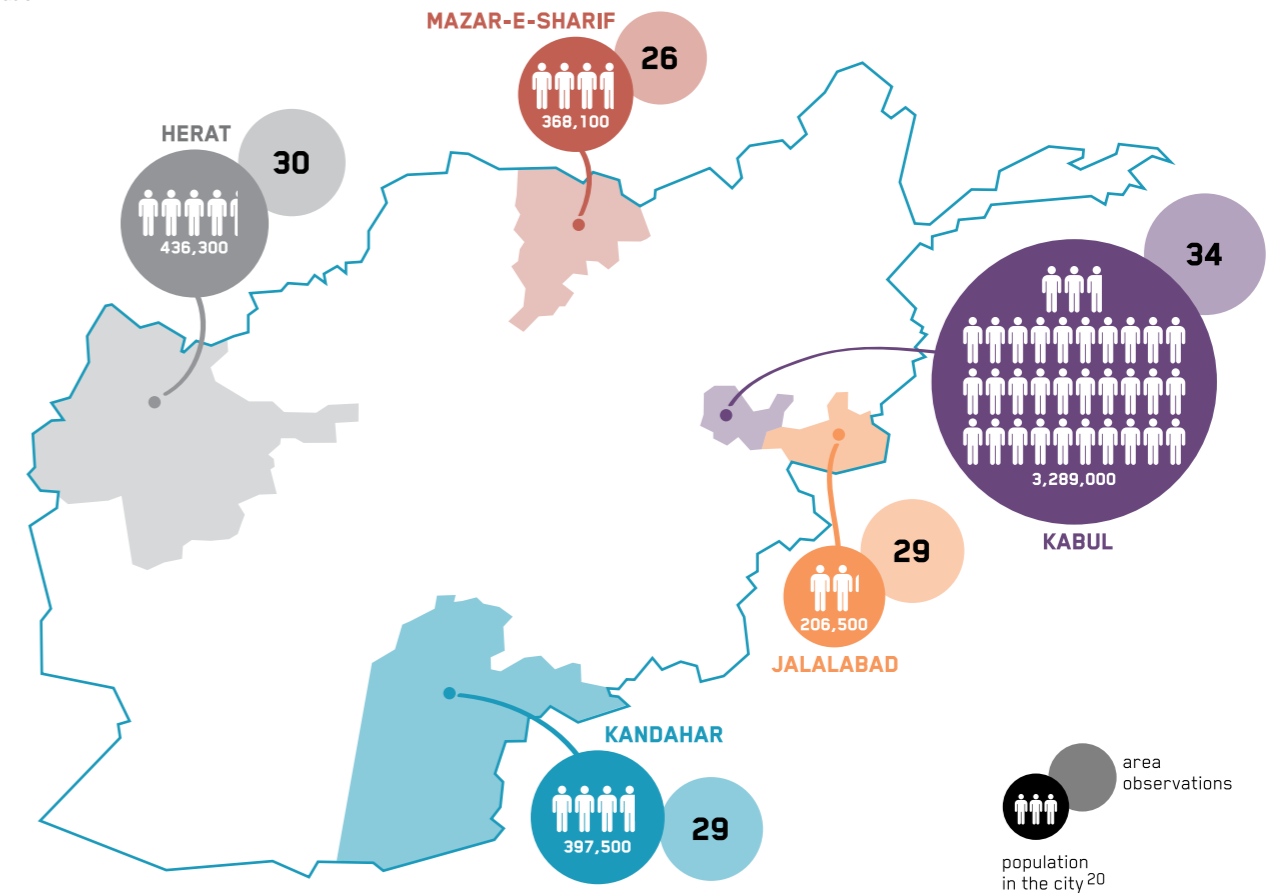 MAZAR-E-SHARIF
26
368,100
HERAT
30
436,300
34
3,289,000
KABUL
29
206,500
JALALABAD
KANDAHAR
29
397,500
area
observations
population
in the city 20